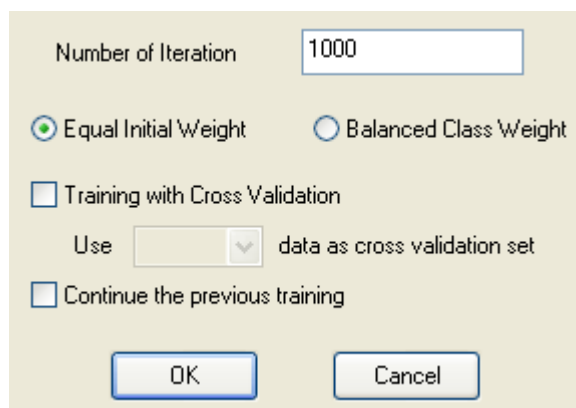 Number of Iteration 1000
Equal Initial Weight Balanced Class Weight
Training with Cross Validation
Use data as cross validation set
Continue the previous training
OK Cancel